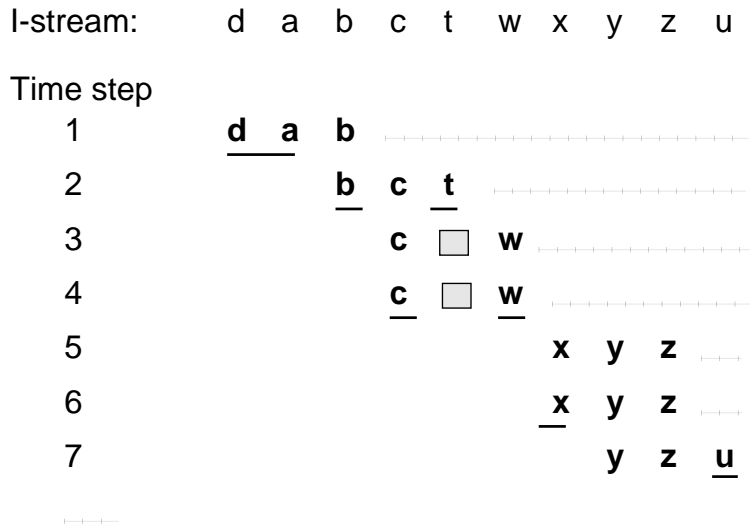 I-stream: d a b c t w x y z u
Time step
1 d a b
2 b c t
3 c w
4 c w
5 x y z
6 x y z
7 y z u